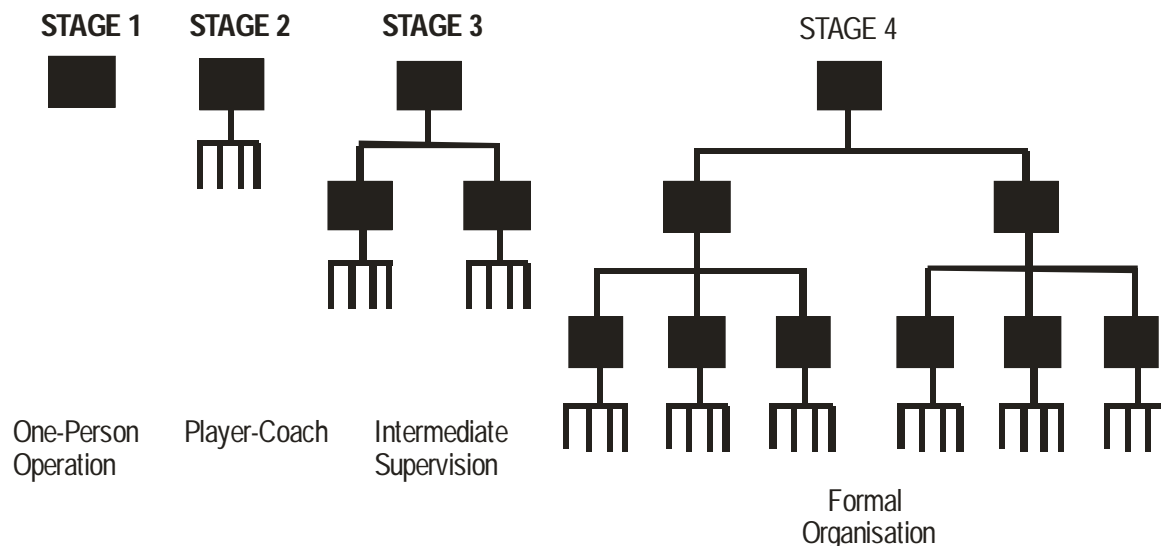 STAGE 1
STAGE 2
STAGE 3
STAGE 4
One-Person
Operation
Player-Coach
Intermediate
Supervision
Formal
Organisation